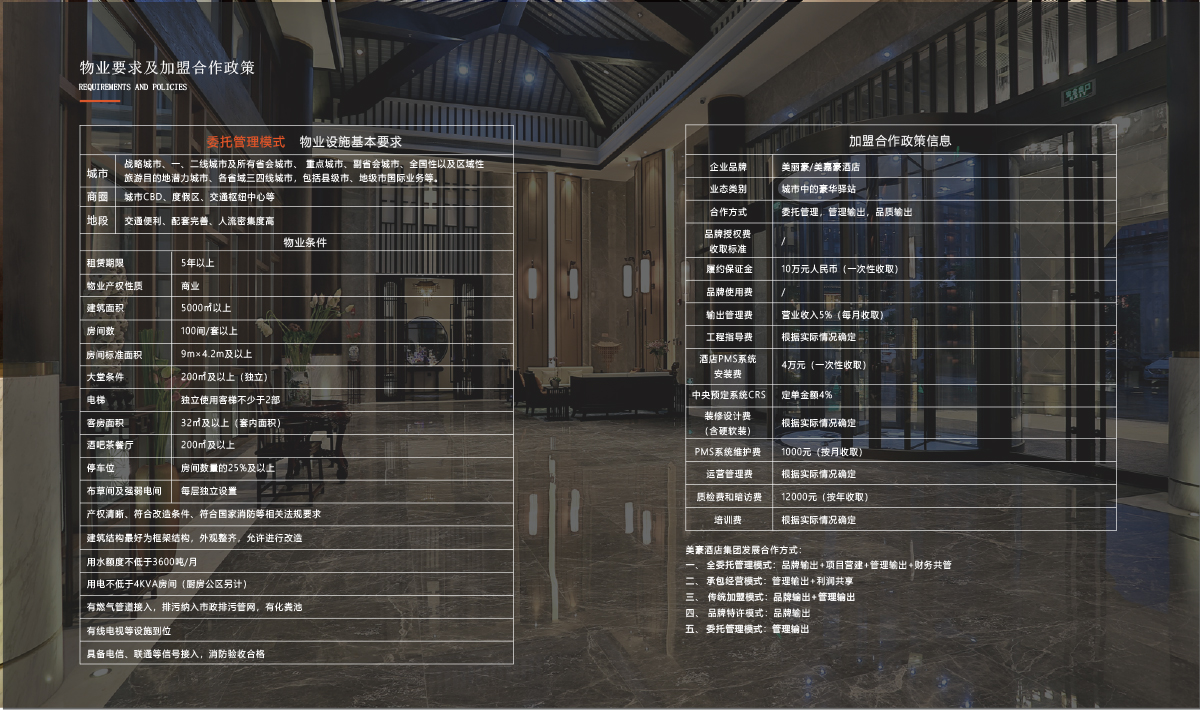 物业要求及加盟合作政策
REQUIREMENTS AND POLICIES
委托管理模式 物业设施基本要求
城市
战略城市、一、二线城市及所有省会城市、 重点城市、副省会城市、全国性以及区域性
旅游目的地潜力城市、各省域三四线城市，包括县圾市、地圾市国际业务等。
商圈 城市CBD、度假区、交通枢纽中心等
地段 交通便利、配套完善、人流密集度高
物业条件
租赁期限 5年以上
物业产权性质 商业
建筑面积 5000㎡以上
房间数 100间/套以上
房间标准面积 9m×4.2m及以上
大堂条件 200㎡及以上（独立）
电梯 独立使用客梯不少于2部
客房面积 32㎡及以上（套内面积）
酒吧茶餐厅 200㎡及以上
停车位 房间数量的25%及以上
布草间及强弱电间 每层独立设置
产权清晰、符合改造条件、符合国家消防等相关法规要求
建筑结构最好为框架结构，外观整齐，允许进行改造
用水额度不低于3600吨/月
用电不低于4KVA房间（厨房公区另计）
有燃气管道接入，排污纳入市政排污管网，有化粪池
有线电视等设施到位
具备电信、联通等信号接入，消防验收合格
加盟合作政策信息
企业品牌 美丽豪/美嘉豪酒店
业态类别 城市中的豪华驿站
合作方式 委托管理，管理输出，品质输出
品牌授权费
收取标准
/
履约保证金 10万元人民币（一次性收取）
品牌使用费 /
输出管理费 营业收入5%（每月收取）
工程指导费 根据实际情况确定
酒店PMS系统
安装费
4万元（一次性收取）
中央预定系统CRS 定单金额4%
装修设计费
（含硬软装）
根据实际情况确定
PMS系统维护费 1000元（按月收取）
运营管理费 根据实际情况确定
质检费和暗访费 12000元（按年收取）
培训费 根据实际情况确定
美豪酒店集团发展合作方式：
一、 全委托管理模式：品牌输出+项目营建+管理输出+财务共管
二、 承包经营模式：管理输出+利润共享
三、 传统加盟模式：品牌输出+管理输出
四、 品牌特许模式：品牌输出
五、 委托管理模式：管理输出